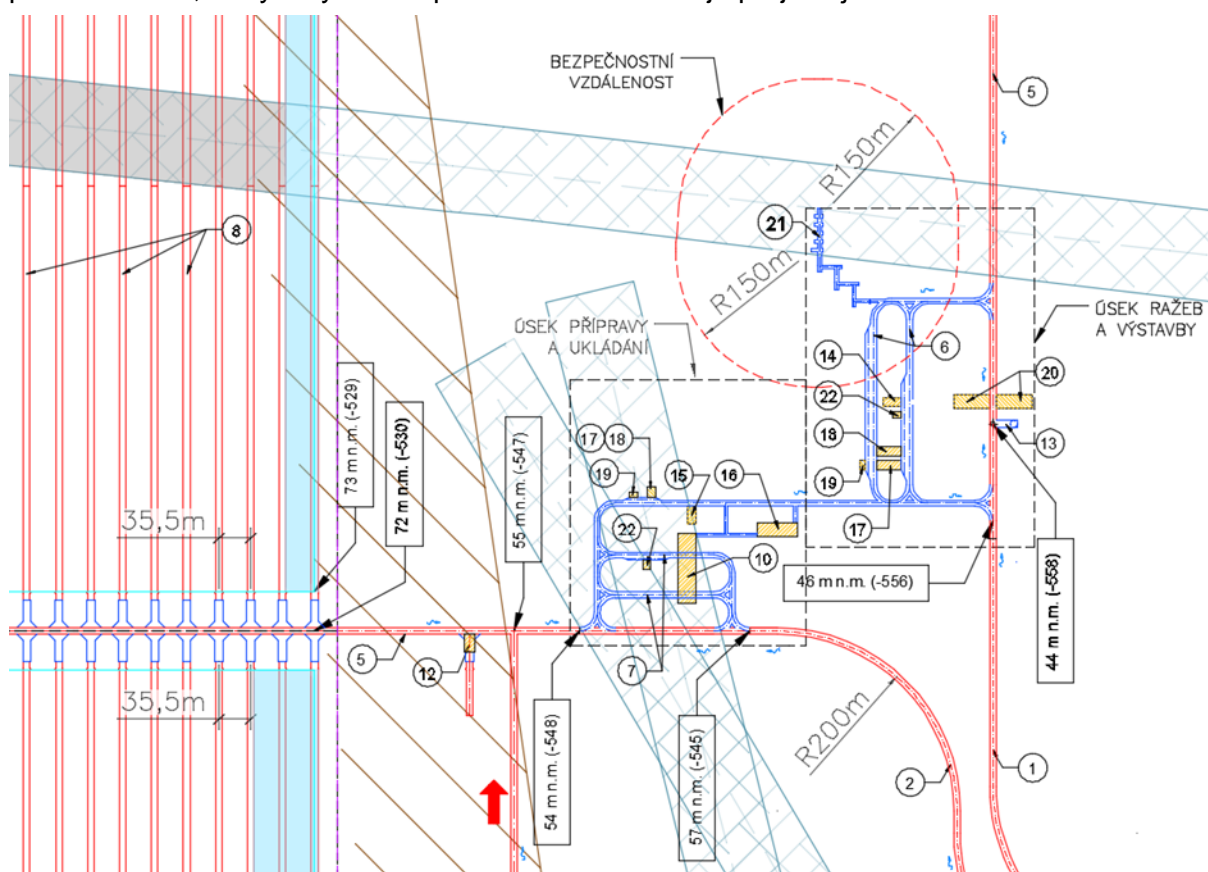 BEZPEČNOSTNÍ
VZDÁLENOST
5
R150m
8
21
R150m
ÚSEK RAŽEB
A VÝSTAVBY
ÚSEK PŘÍPRAVY
A UKLÁDÁNÍ
6
14
20
22
73 m n.m. (-529)
72 m n.m. (-530)
17
18
18
13
55 m n.m. (-547)
19
15
16
19
35,5m
17
22
10
46 m n.m. (-556)
44 m n.m. (-558)
5
12
7
35,5m
54 m n.m. (-548)
57 m n.m. (-545)
R200m
2
1